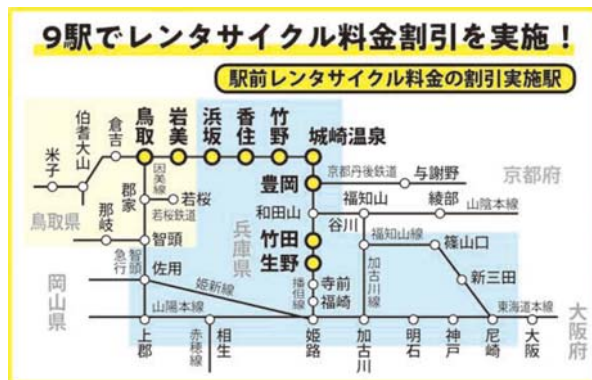 9駅でレンタサイクル料金割引を実施！
駅前レンタサイクル料金の割引実施駅
米子
伯耆大山
倉吉
鳥取
岩美
浜坂
香住
竹野
城崎温泉
因美線
郡家
若桜
若桜鉄道
鳥取県
那岐
智頭
智頭急行
佐用
岡山県
姫新線
山陽本線
上郡
赤穂線
相生
兵庫県
豊岡
京都丹後鉄道
与謝野
京都府
和田山
福知山
綾部
山陰本線
谷川
竹田
生野
福知山線
篠山口
播但線
寺前
福崎
加古川線
新三田
東海道本線
姫路
加古川
明石
神戸
尼崎
大阪
大阪府